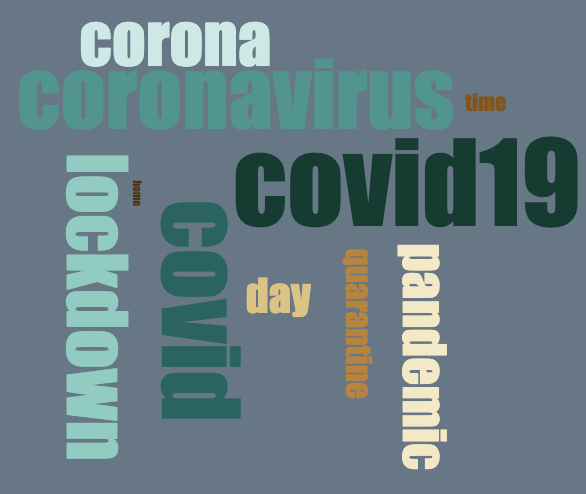 corona
coronavirus
time
covid19
lockdown
home
covid
day
quarantine
pandemic